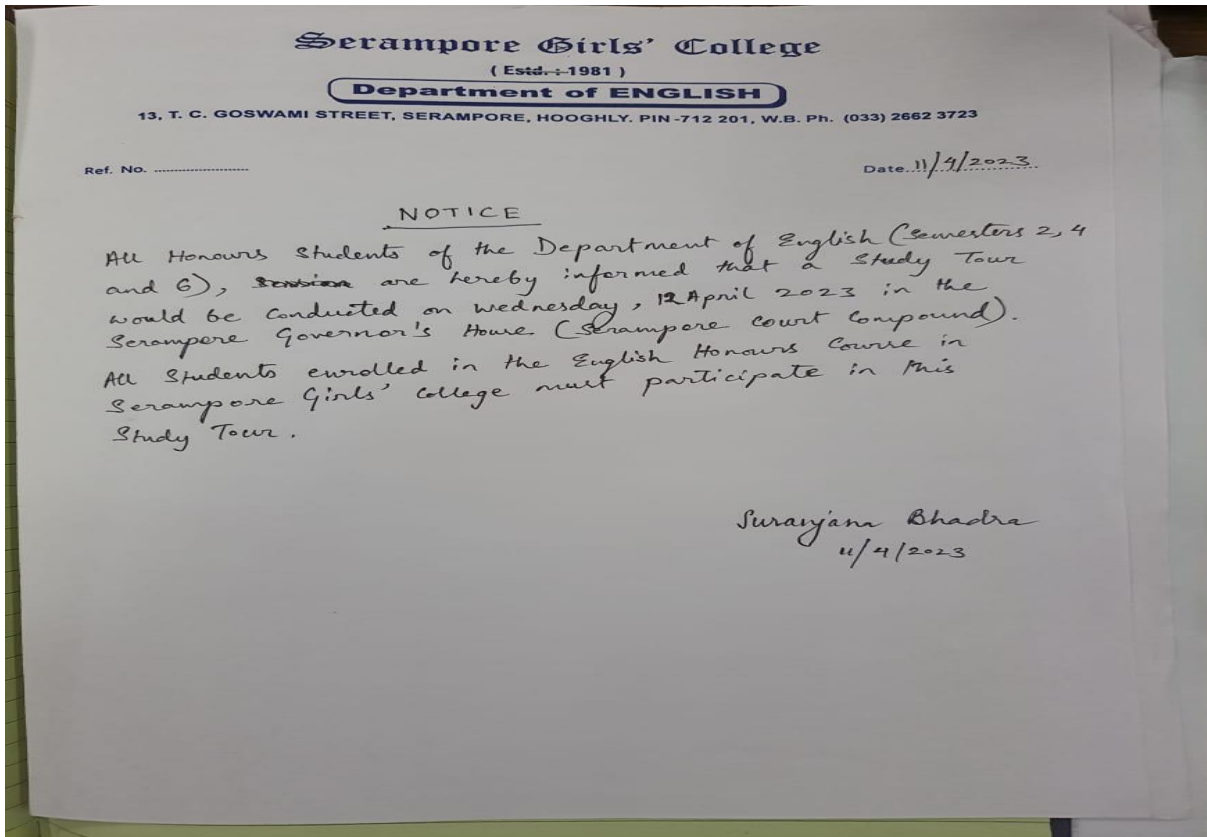 Serampore Girls' College
( Estd. : 1981 )
Department of ENGLISH
13, T. C. GOSWAMI STREET, SERAMPORE, HOOGHLY. PIN -712 201, W.B. Ph. (033) 2662 3723
Ref. No. ........................ Date 11/4/2023
NOTICE
All Honours Students of the Department of English (Semesters 2, 4
and 6), are hereby informed that a Study Tour
would be conducted on Wednesday, 12 April 2023 in the
Serampore Governor's House (Serampore Court Compound).
All Students enrolled in the English Honours Course in
Serampore Girls' College must participate in this
Study Tour.
Suranjana Bhadra
11/4/2023